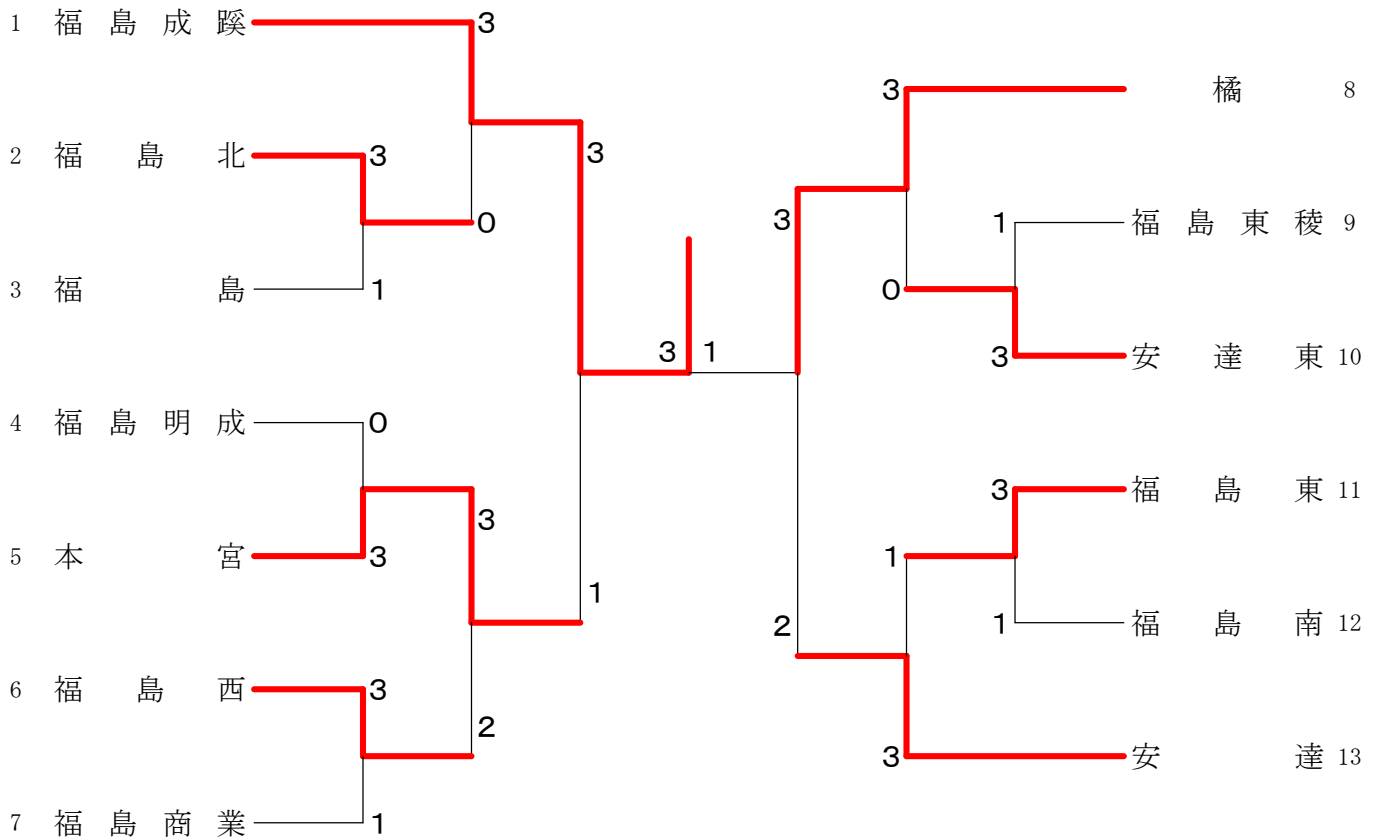 1 福島成蹊 3
橘 8
3
2 福島北 3
3
3
1 福島東稜 9
0
3 福島 1
0
3 1
3 安達東 10
4 福島明成 0
3 福島東 11
3
5 本宮 3
1
1
2
1 福島南 12
6 福島西 3
2
3 安達 13
7 福島商業 1